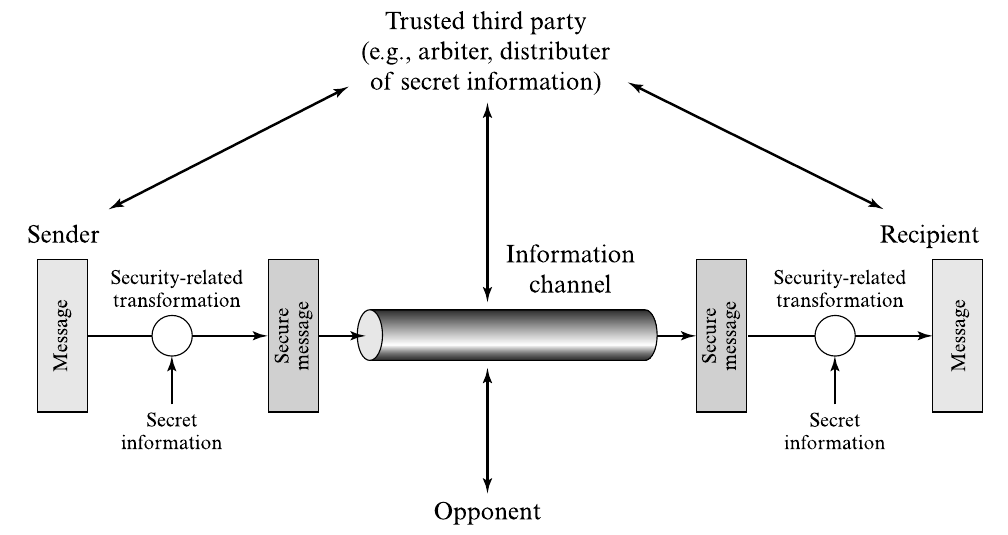 Trusted third party
(e.g., arbiter, distributer
of secret information)
Sender
Recipient
Information
channel
Security-related
transformation
Security-related
transformation
Message
Secure
message
Secure
message
Message
Secret
information
Secret
information
Opponent